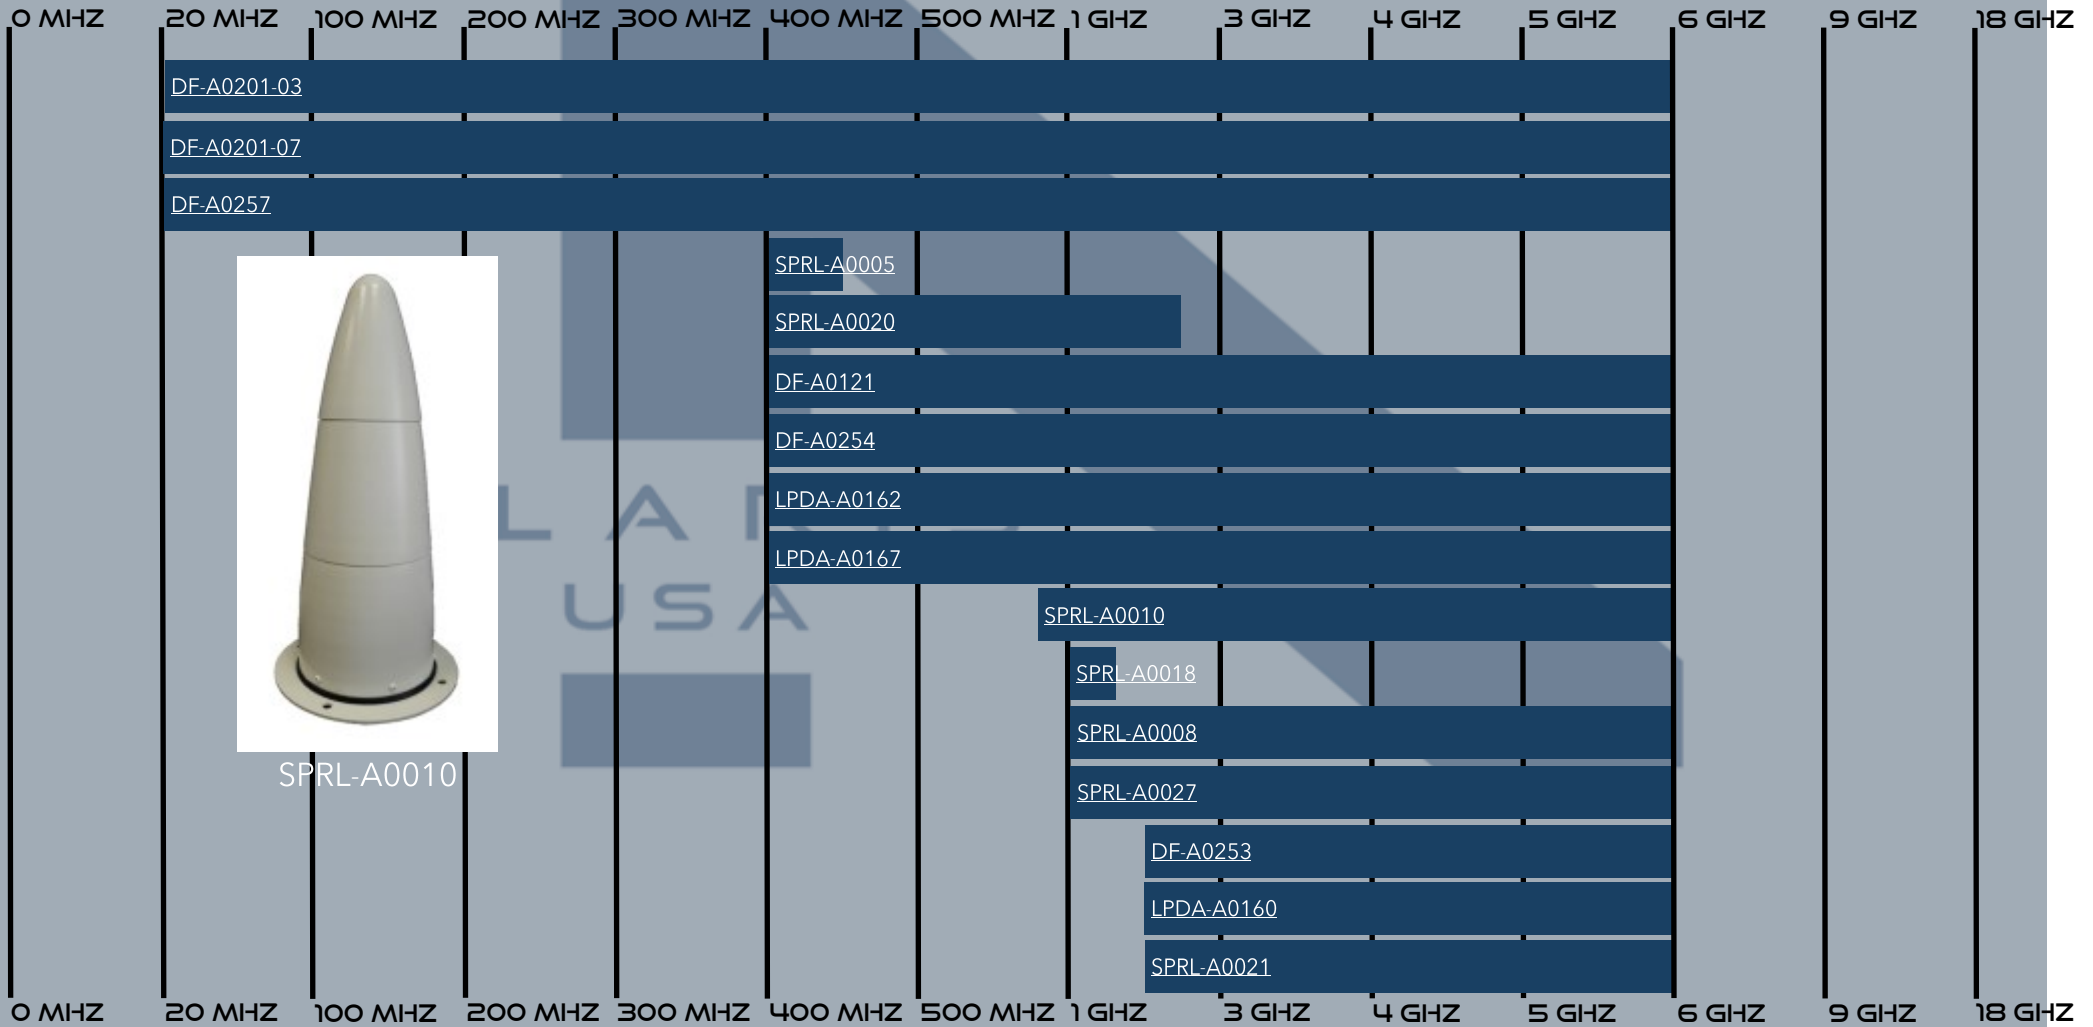 0 MHZ 20 MHZ 100 MHZ 200 MHZ 300 MHZ 400 MHZ 500 MHZ 1 GHZ 3 GHZ 4 GHZ 5 GHZ 6 GHZ 9 GHZ 18 GHZ
DF-A0201-03
DF-A0201-07
DF-A0257
SPRL-A0005
SPRL-A0020
DF-A0121
DF-A0254
LPDA-A0162
LPDA-A0167
USA
SPRL-A0010
SPRL-A0018
SPRL-A0008
SPRL-A0010
SPRL-A0027
DF-A0253
LPDA-A0160
SPRL-A0021
0 MHZ 20 MHZ 100 MHZ 200 MHZ 300 MHZ 400 MHZ 500 MHZ 1 GHZ 3 GHZ 4 GHZ 5 GHZ 6 GHZ 9 GHZ 18 GHZ